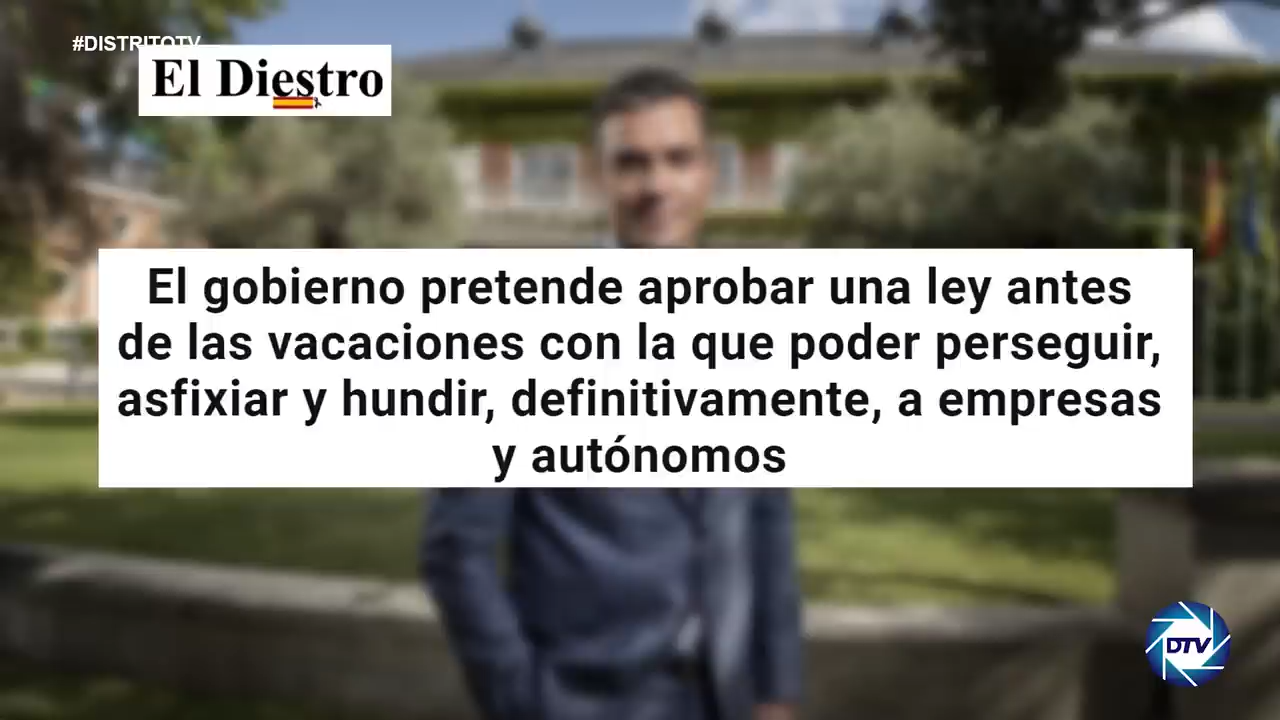 #DISTRITOTV
El Diestro
El gobierno pretende aprobar una ley antes
de las vacaciones con la que poder perseguir,
asfixiar y hundir, definitivamente, a empresas
y autónomos
DTV